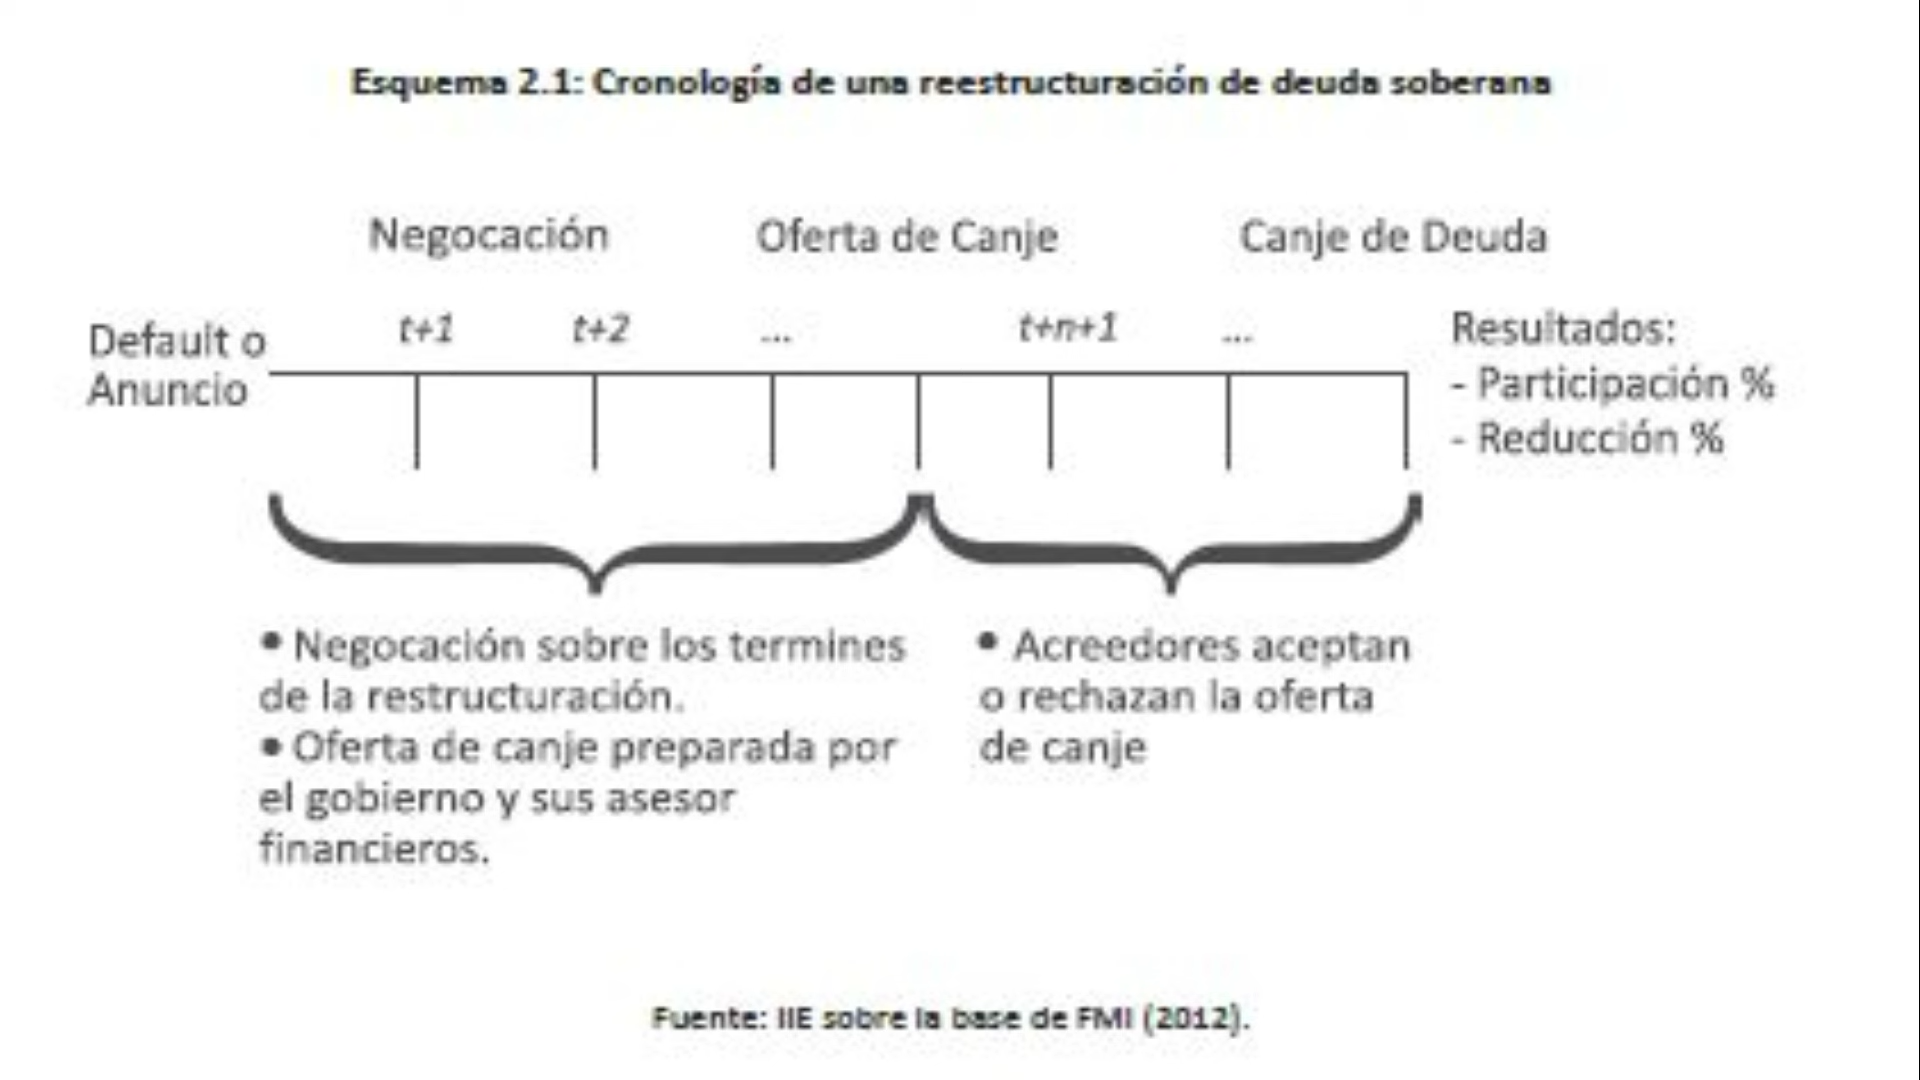 Esquema 2.1: Cronología de una reestructuración de deuda soberana
Negocación
Oferta de Canje
Canje de Deuda
Default o
Anuncio
t+1
t+2
...
t+n+1
...
Resultados:
- Participación %
- Reducción %
• Negocación sobre los termines
de la restructuración.
• Oferta de canje preparada por
el gobierno y sus asesor
financieros.
• Acreedores aceptan
o rechazan la oferta
de canje
Fuente: IIE sobre la base de FMI (2012).